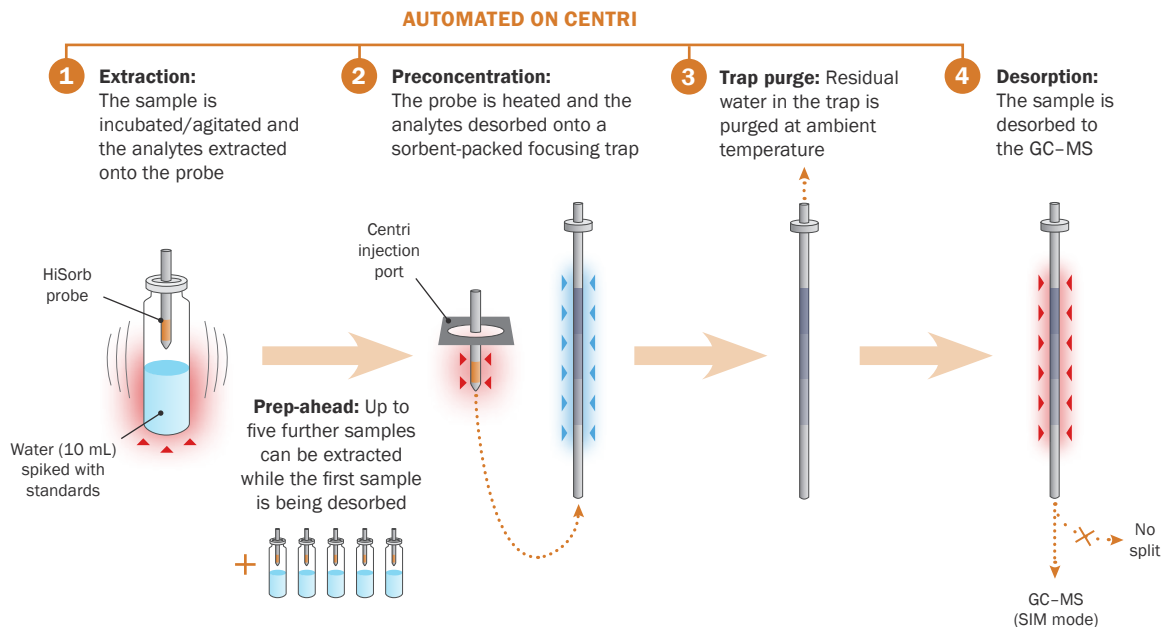 AUTOMATED ON CENTRI
1
Extraction:
The sample is
incubated/agitated and
the analytes extracted
onto the probe
2
Preconcentration:
The probe is heated and the
analytes desorbed onto a
sorbent-packed focusing trap
3
Trap purge: Residual
water in the trap is
purged at ambient
temperature
4
Desorption:
The sample is
desorbed to
the GC–MS
HiSorb
probe
Water (10 mL)
spiked with
standards
Centri
injection
port
Prep-ahead: Up to
five further samples
can be extracted
while the first sample
is being desorbed
+
No
split
GC–MS
(SIM mode)